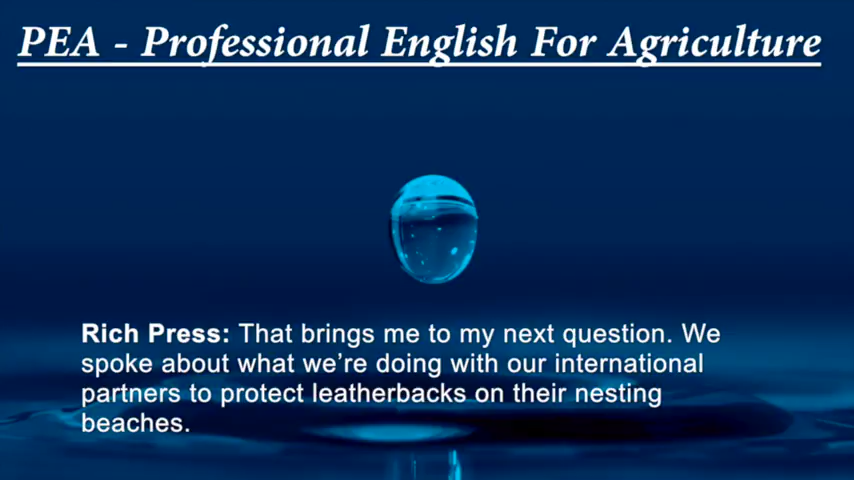 PEA - Professional English For Agriculture
Rich Press: That brings me to my next question. We
spoke about what we’re doing with our international
partners to protect leatherbacks on their nesting
beaches.